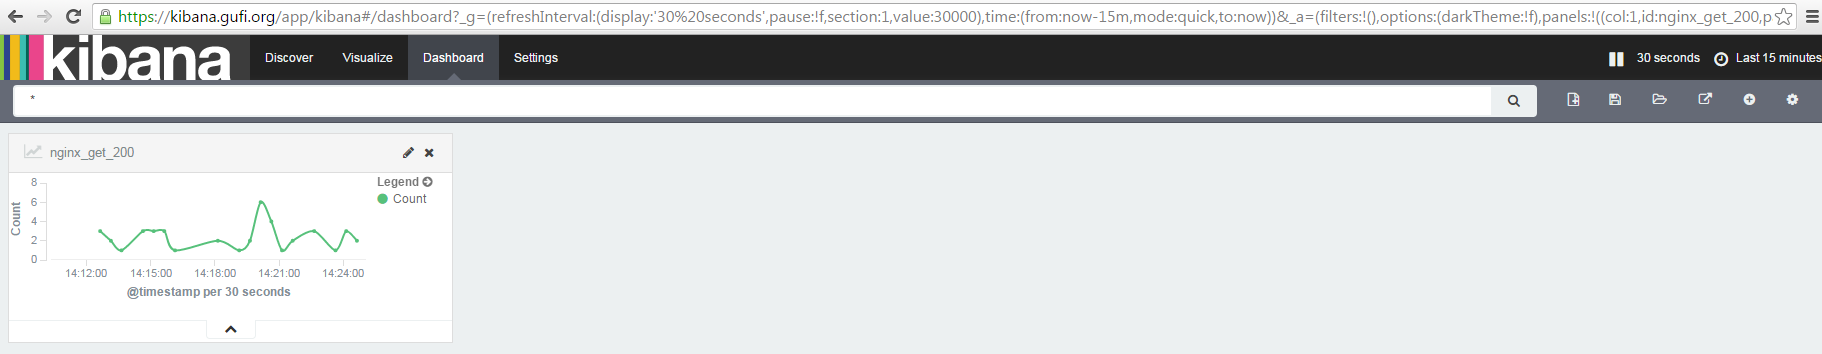 https://kibana.gufi.org/app/kibana#/dashboard?_g=(refreshInterval:(display:'30%20seconds',pause:!f,section:1,value:30000),time:(from:now-15m,mode:quick,to:now))&_a=(filters:!(),options:(darkTheme:!f),panels:!((col:1,id:nginx_get_200,p
kibana Discover Visualize Dashboard Settings 30 seconds Last 15 minutes
*
nginx_get_200
Legend
Count
Count
8
6
4
2
0
14:12:00 14:15:00 14:18:00 14:21:00 14:24:00
@timestamp per 30 seconds